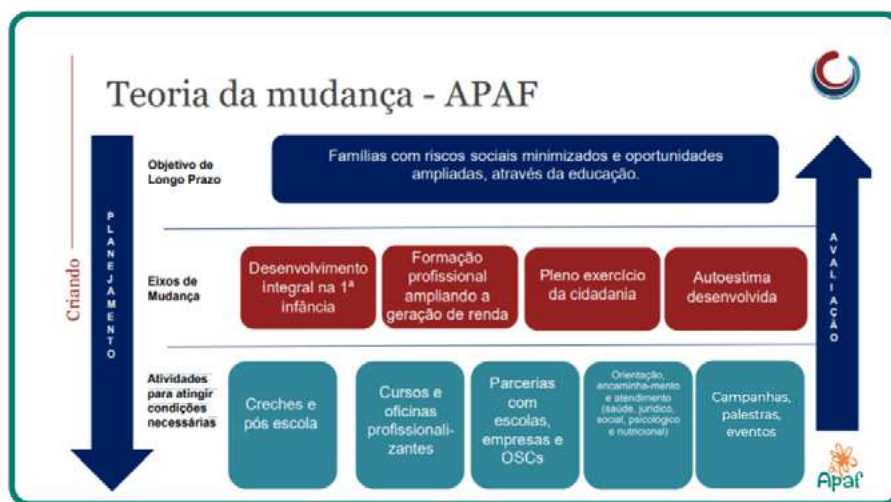 Teoria da mudança - APAF
Criando
PLANEJAMENTO
Objetivo de
Longo Prazo
Famílias com riscos sociais minimizados e oportunidades
ampliadas, através da educação.
AVALIAÇÃO
Eixos de
Mudança
Desenvolvimento
integral na 1ª
infância
Formação
profissional
ampliando a
geração de renda
Pleno exercício
da cidadania
Autoestima
desenvolvida
Atividades
para atingir
condições
necessárias
Creches e
pós escola
Cursos e
oficinas
profissionali-
zantes
Parcerias
com
escolas,
empresas e
OSCs
Orientação,
encaminha-mento
e atendimento
(saúde, jurídico,
social, psicológico
e nutricional)
Campanhas,
palestras,
eventos
Apaf